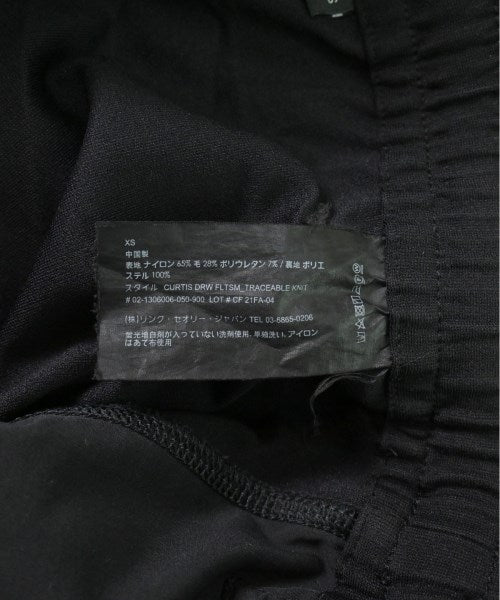 XS
中国製
表地 ナイロン 65% 毛 28% ポリウレタン 7% / 裏地 ポリエ
ステル 100%
スタイル CURTIS DRW FLTSM_TRACEABLE KNIT
# 02-1306006-050-900 LOT # CF 21FA-04
(株)リンク・セオリー・ジャパン TEL 03-6865-0206
蛍光増白剤が入っていない洗剤使用, 単独洗い, アイロン
はあて布使用
S